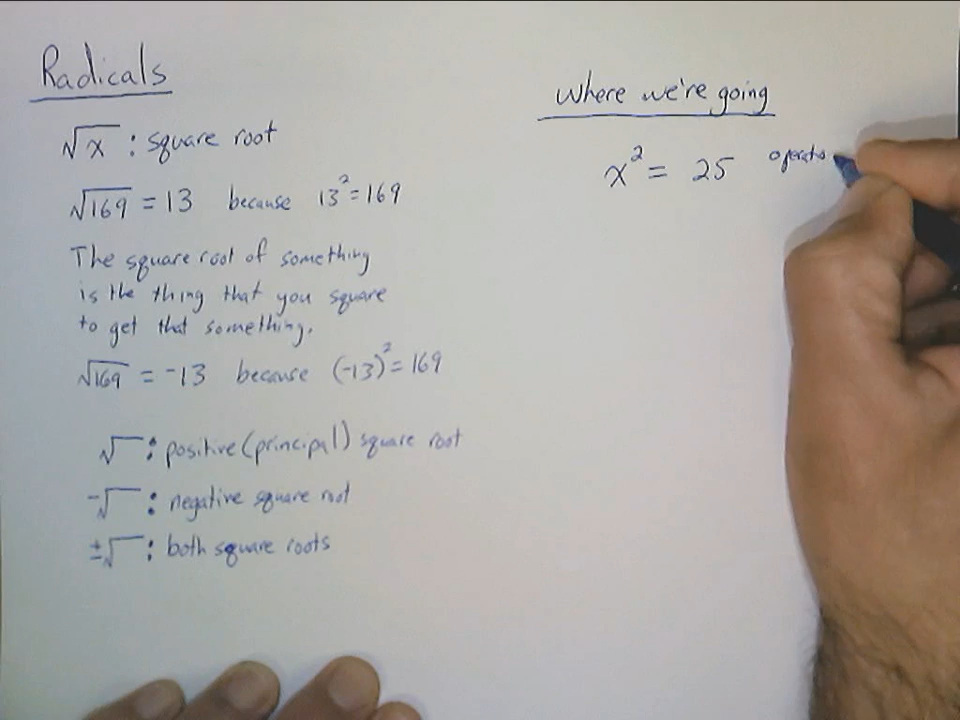 Radicals
√x : square root
√169 = 13 because 13² = 169
The square root of something
is the thing that you square
to get that something.
√169 = -13 because (-13)² = 169
√ : positive (principal) square root
-√ : negative square root
±√ : both square roots
Where we're going
x² = 25 operatio